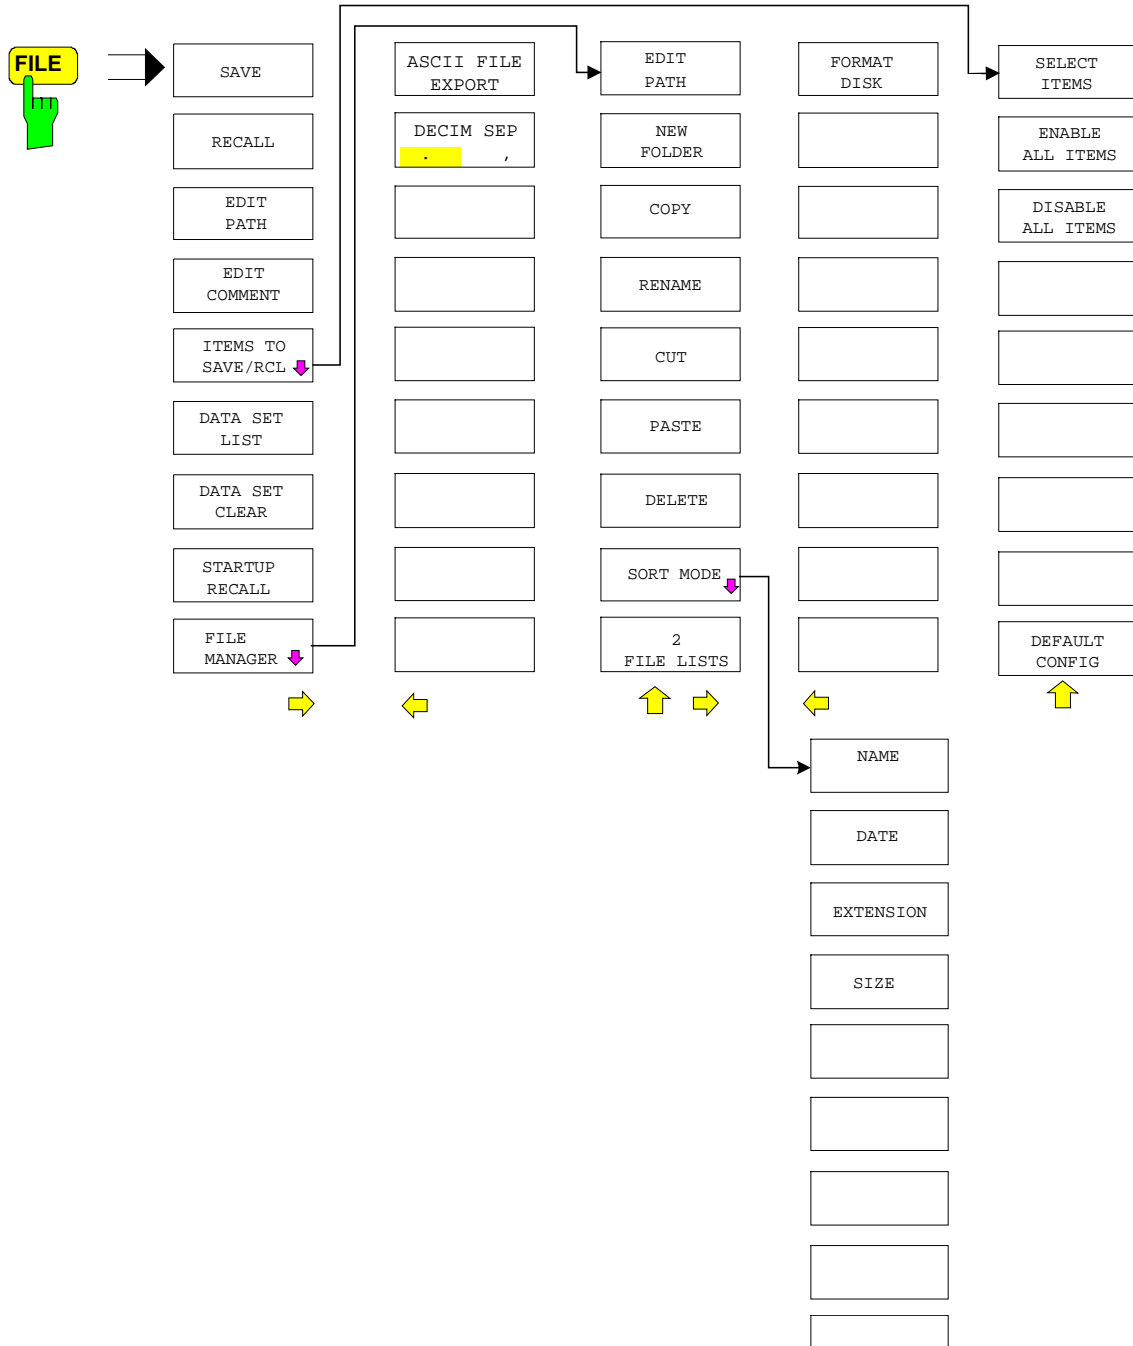 FILE
SAVE
RECALL
EDIT
PATH
EDIT
COMMENT
ITEMS TO
SAVE/RCL
DATA SET
LIST
DATA SET
CLEAR
STARTUP
RECALL
FILE
MANAGER
ASCII FILE
EXPORT
DECIM SEP
. ,
EDIT
PATH
NEW
FOLDER
COPY
RENAME
CUT
PASTE
DELETE
SORT MODE
2
FILE LISTS
FORMAT
DISK
SELECT
ITEMS
ENABLE
ALL ITEMS
DISABLE
ALL ITEMS
DEFAULT
CONFIG
NAME
DATE
EXTENSION
SIZE